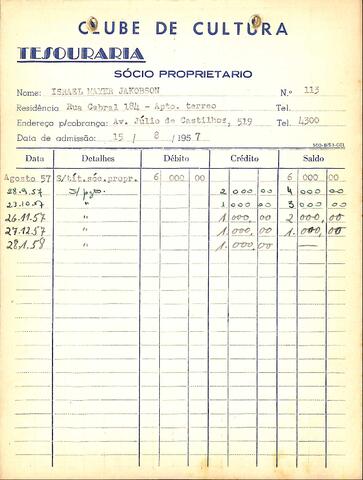 CLUBE DE CULTURA
TESOURARIA
SÓCIO PROPRIETARIO
Nome: ISRAEL MAYER JAKOBSON N.º 113
Residência Rua Cabral 184 - Apto. terreo Tel.
Endereço p/cobrança: Av. Júlio de Castilhos, 519 Tel. 4300
Data de admissão: 15 / 8 / 1957
Data Detalhes Débito Crédito Saldo
Agosto 57 S/tít.sóc.propr. 6 000 00 6 000 00
28.9.57 S/pgo. 2 000 00 4 000 00
23.10.57 " 1 000 00 3 000 00
26.11.57 " 1.000,00 2 000,00
27.12.57 " 1.000,00 1.000,00
28.1.58 " 1.000,00 —